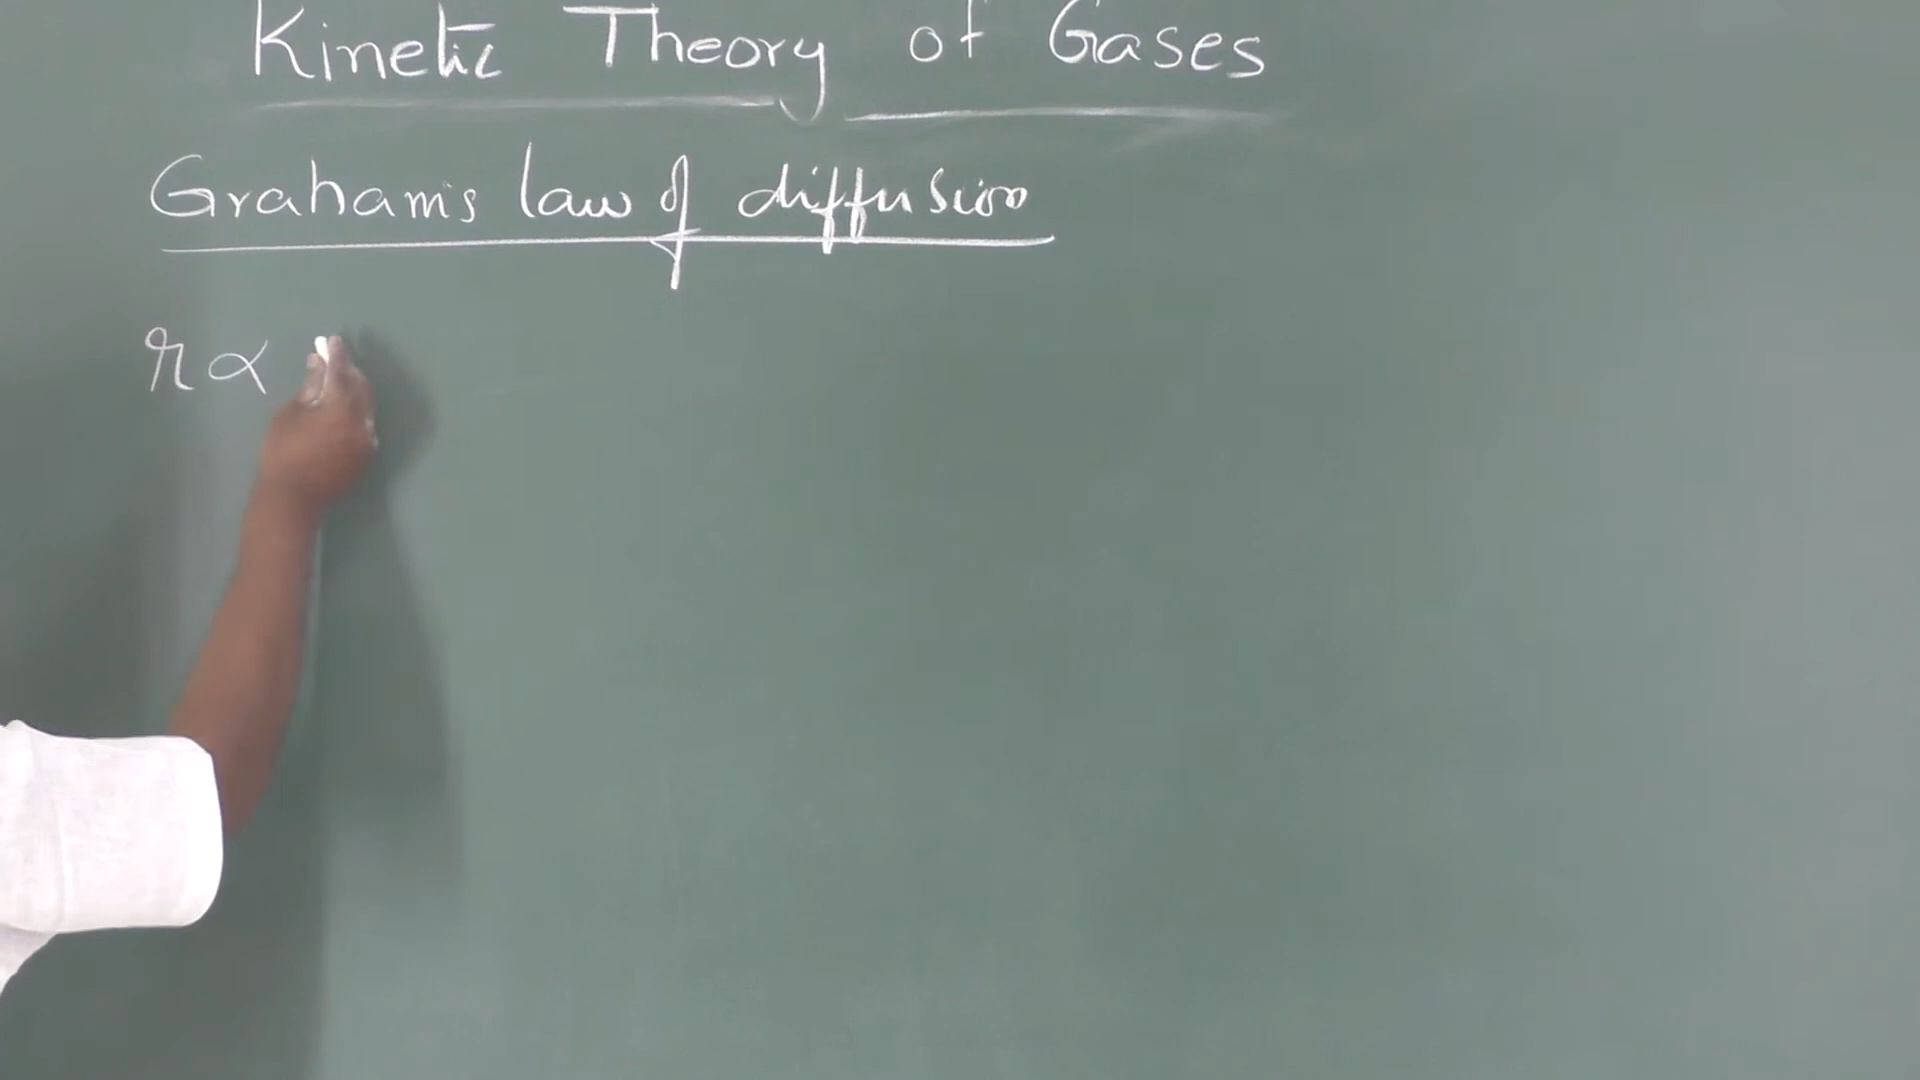 Kinetic Theory of Gases
Graham's law of diffusion
r ∝